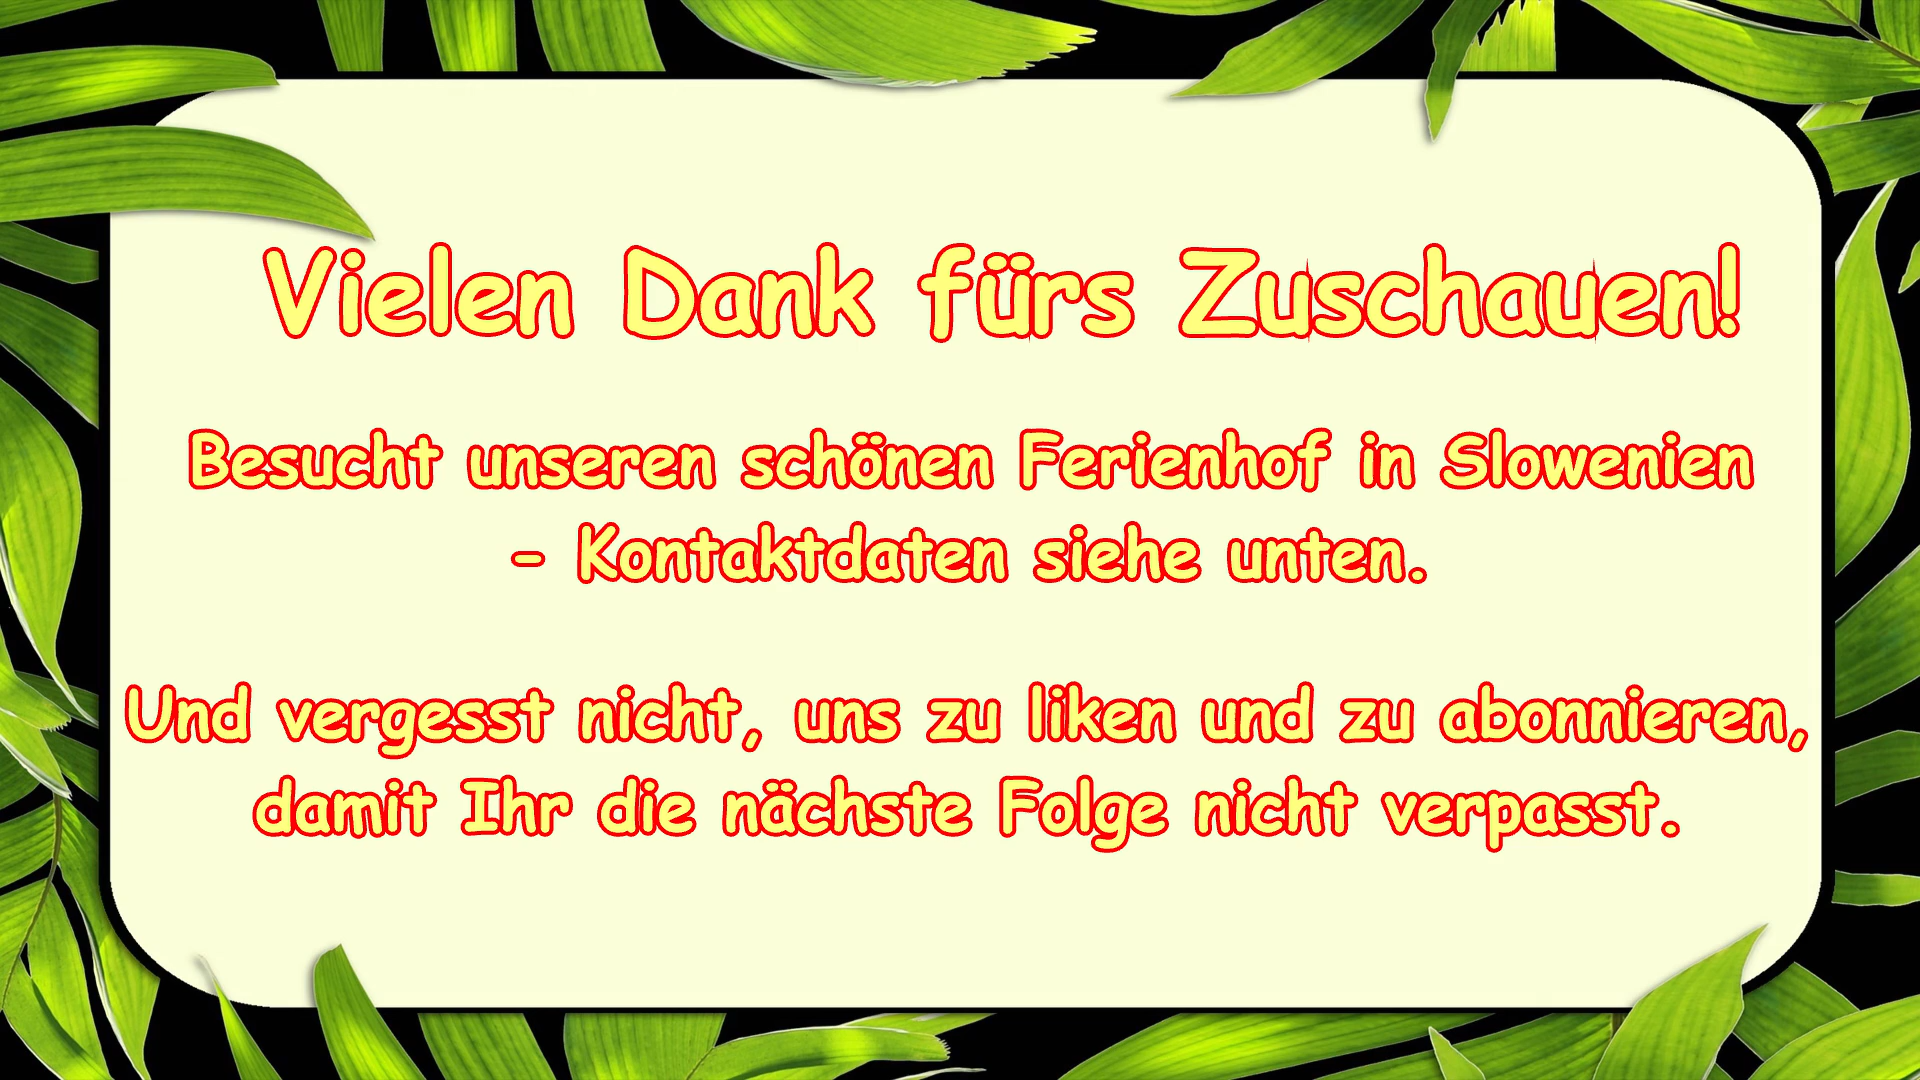 Vielen Dank fürs Zuschauen!
Besucht unseren schönen Ferienhof in Slowenien
- Kontaktdaten siehe unten.
Und vergesst nicht, uns zu liken und zu abonnieren,
damit Ihr die nächste Folge nicht verpasst.